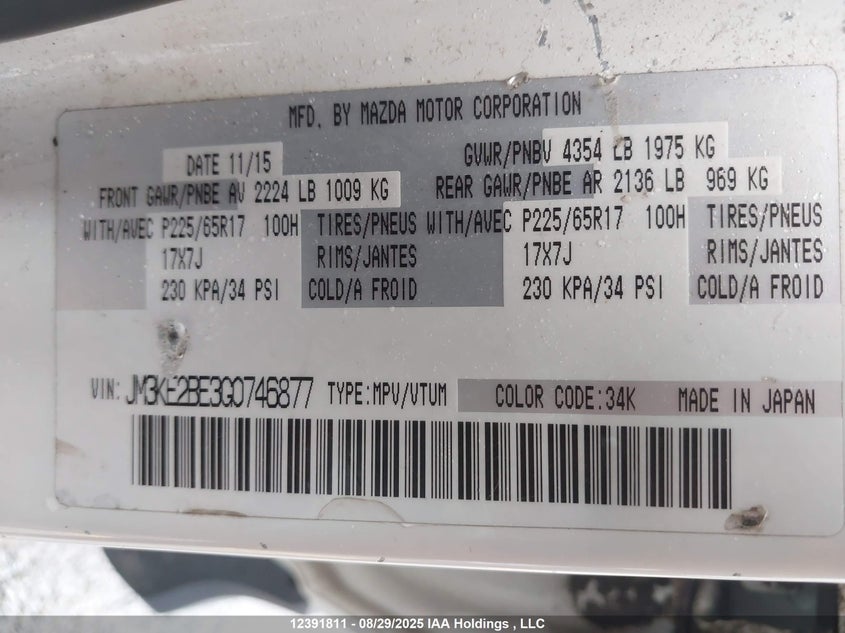 MFD. BY MAZDA MOTOR CORPORATION
DATE 11/15 GVWR/PNBV 4354 LB 1975 KG
FRONT GAWR/PNBE AV 2224 LB 1009 KG REAR GAWR/PNBE AR 2136 LB 969 KG
WITH/AVEC P225/65R17 100H TIRES/PNEUS WITH/AVEC P225/65R17 100H TIRES/PNEUS
17X7J RIMS/JANTES 17X7J RIMS/JANTES
230 KPA/34 PSI COLD/A FROID 230 KPA/34 PSI COLD/A FROID
VIN: JM3KE2BE3G0746877 TYPE:MPV/VTUM COLOR CODE:34K MADE IN JAPAN
12391811 - 08/29/2025 IAA Holdings , LLC